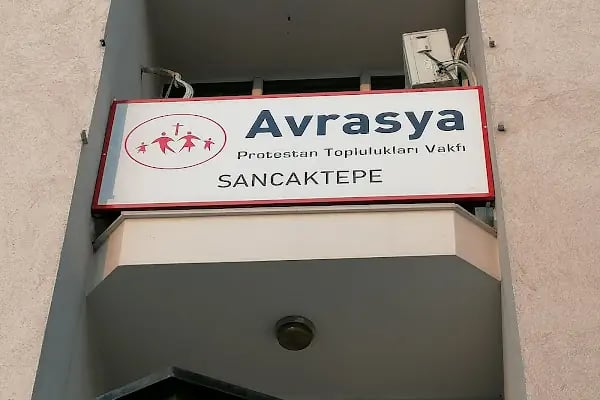 Avrasya
Protestan Toplulukları Vakfı
SANCAKTEPE